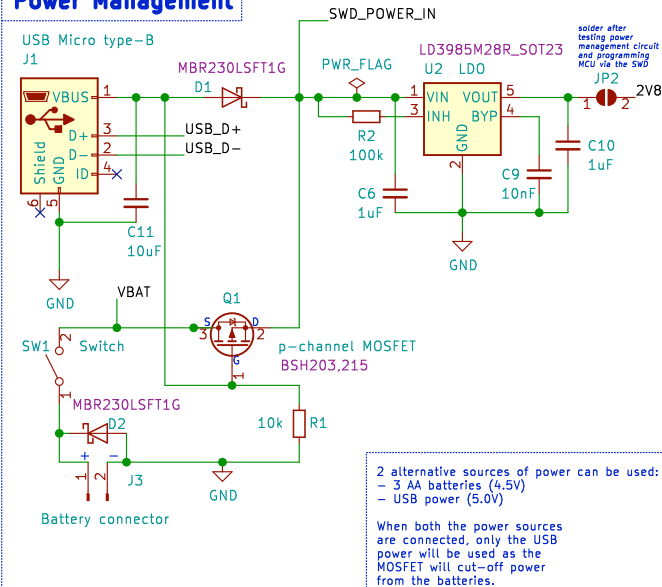 Power Management
SWD_POWER_IN
solder after
testing power
management circuit
and programming
MCU via the SWD
USB Micro type-B
J1
MBR230LSFT1G
D1
PWR_FLAG
LD3985M28R_SOT23
U2 LDO
JP2
VBUS 1
D+ 3
D- 2
ID 4
Shield
GND
6
5
USB_D+
USB_D-
R2
100k
1 VIN
3 INH
VOUT 5
BYP 4
GND
2
1
2
2V8
C10
1uF
C9
10nF
C6
1uF
C11
10uF
GND
GND
VBAT
Q1
S
D
3
2
G
1
p-channel MOSFET
BSH203,215
SW1
2
Switch
1
MBR230LSFT1G
D2
10k R1
+ −
1
2
J3
GND
Battery connector
2 alternative sources of power can be used:
− 3 AA batteries (4.5V)
− USB power (5.0V)
When both the power sources
are connected, only the USB
power will be used as the
MOSFET will cut-off power
from the batteries.